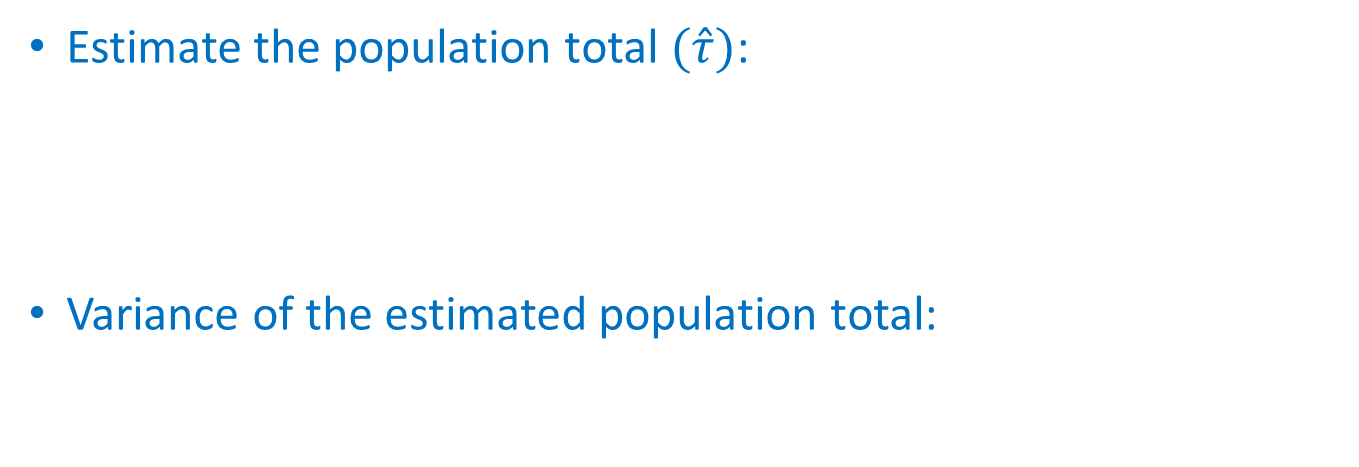 • Estimate the population total (τ̂):
• Variance of the estimated population total: